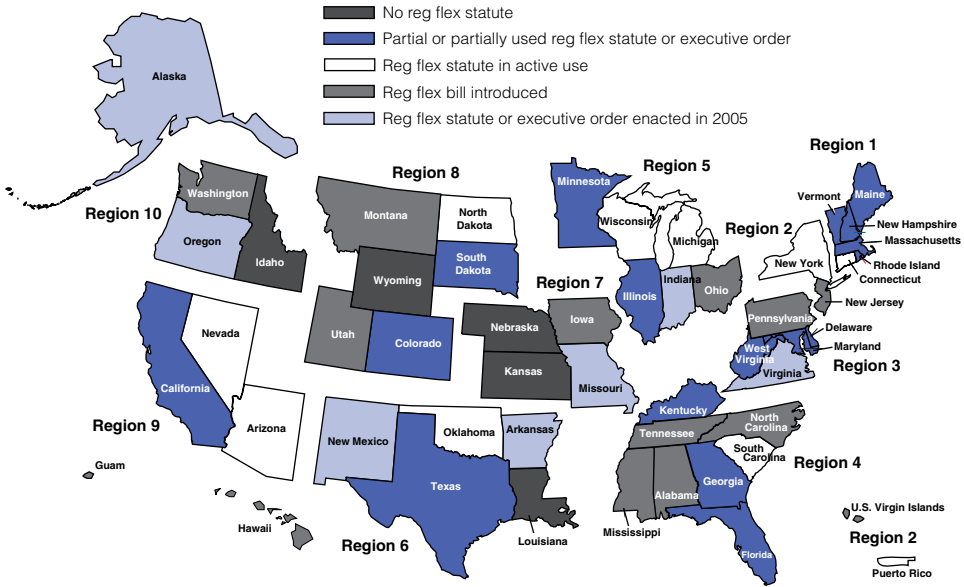 No reg flex statute
Partial or partially used reg flex statute or executive order
Reg flex statute in active use
Reg flex bill introduced
Reg flex statute or executive order enacted in 2005
Alaska
Region 10
Washington
Oregon
Idaho
Region 8
Montana
North
Dakota
South
Dakota
Wyoming
Utah
Colorado
Region 5
Minnesota
Wisconsin
Michigan
Illinois
Indiana
Ohio
Region 1
Vermont
Maine
New Hampshire
Massachusetts
Rhode Island
Connecticut
Region 2
New York
New Jersey
Region 7
Nebraska
Iowa
Kansas
Missouri
Pennsylvania
Delaware
Maryland
West
Virginia
Virginia
Region 3
Region 9
California
Nevada
Arizona
Guam
Hawaii
New Mexico
Oklahoma
Arkansas
Texas
Louisiana
Region 6
Kentucky
Tennessee
North
Carolina
South
Carolina
Region 4
Mississippi
Alabama
Georgia
Florida
U.S. Virgin Islands
Region 2
Puerto Rico